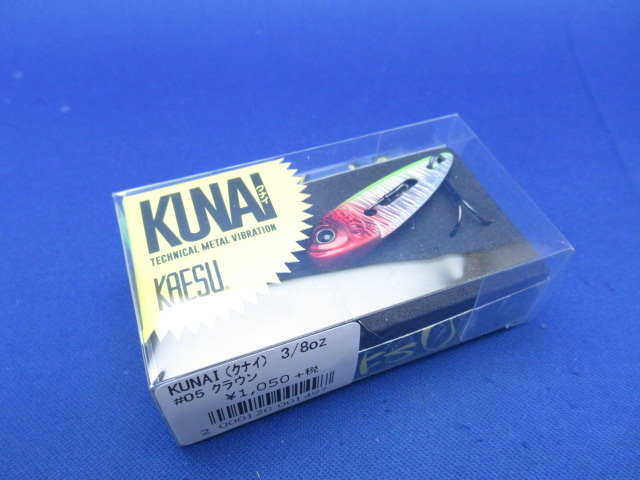 KUNAI クナイ
TECHNICAL METAL VIBRATION
KAESU
KUNAI (クナイ) 3/8oz
#05 クラウン
¥1,050 +税